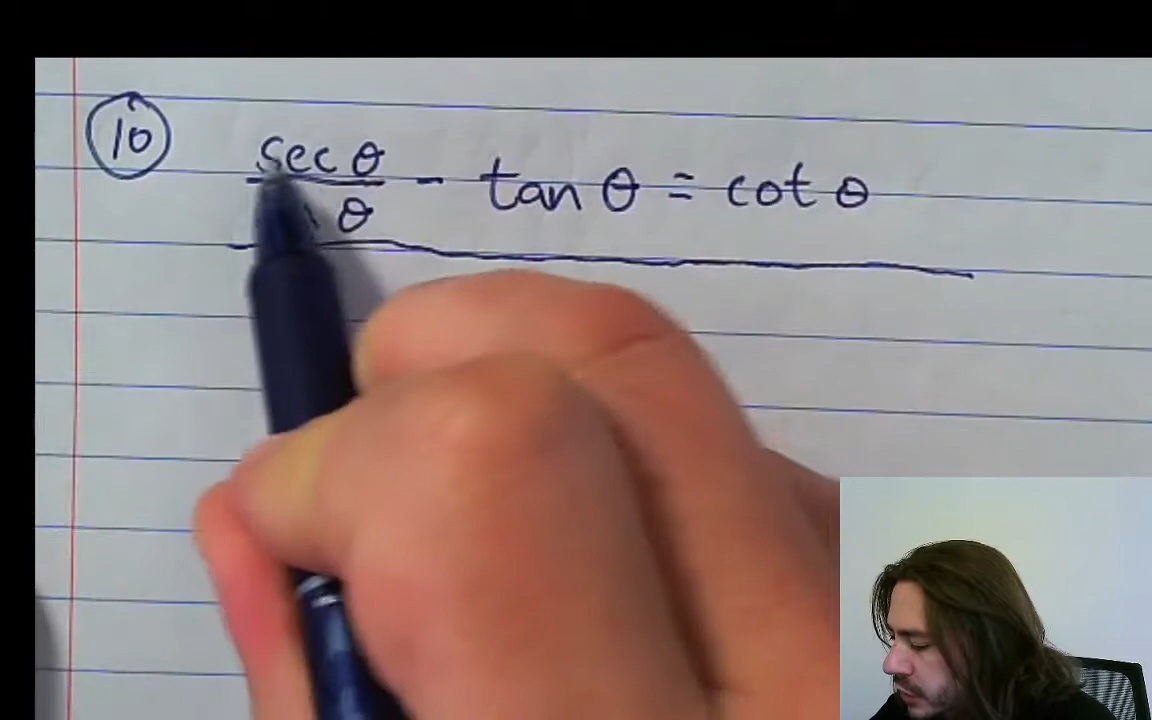 10 sec θ - tan θ = cot θ
θ